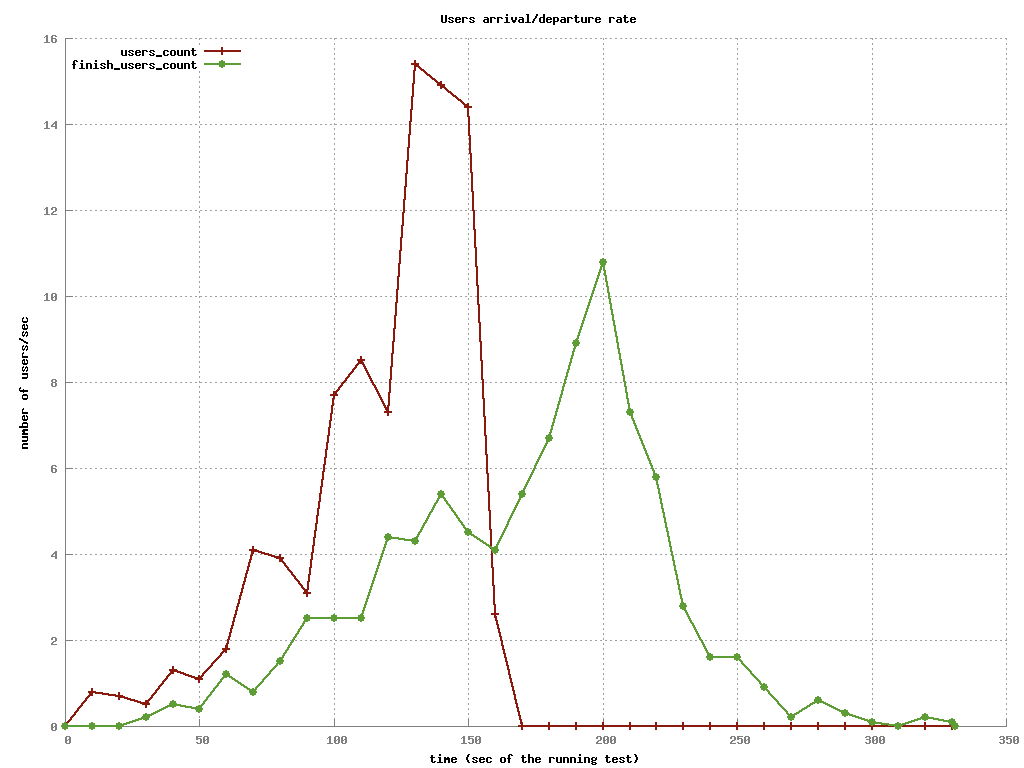 Users arrival/departure rate
users_count
finish_users_count
16
14
12
10
8
6
4
2
0
number of users/sec
0 50 100 150 200 250 300 350
time (sec of the running test)